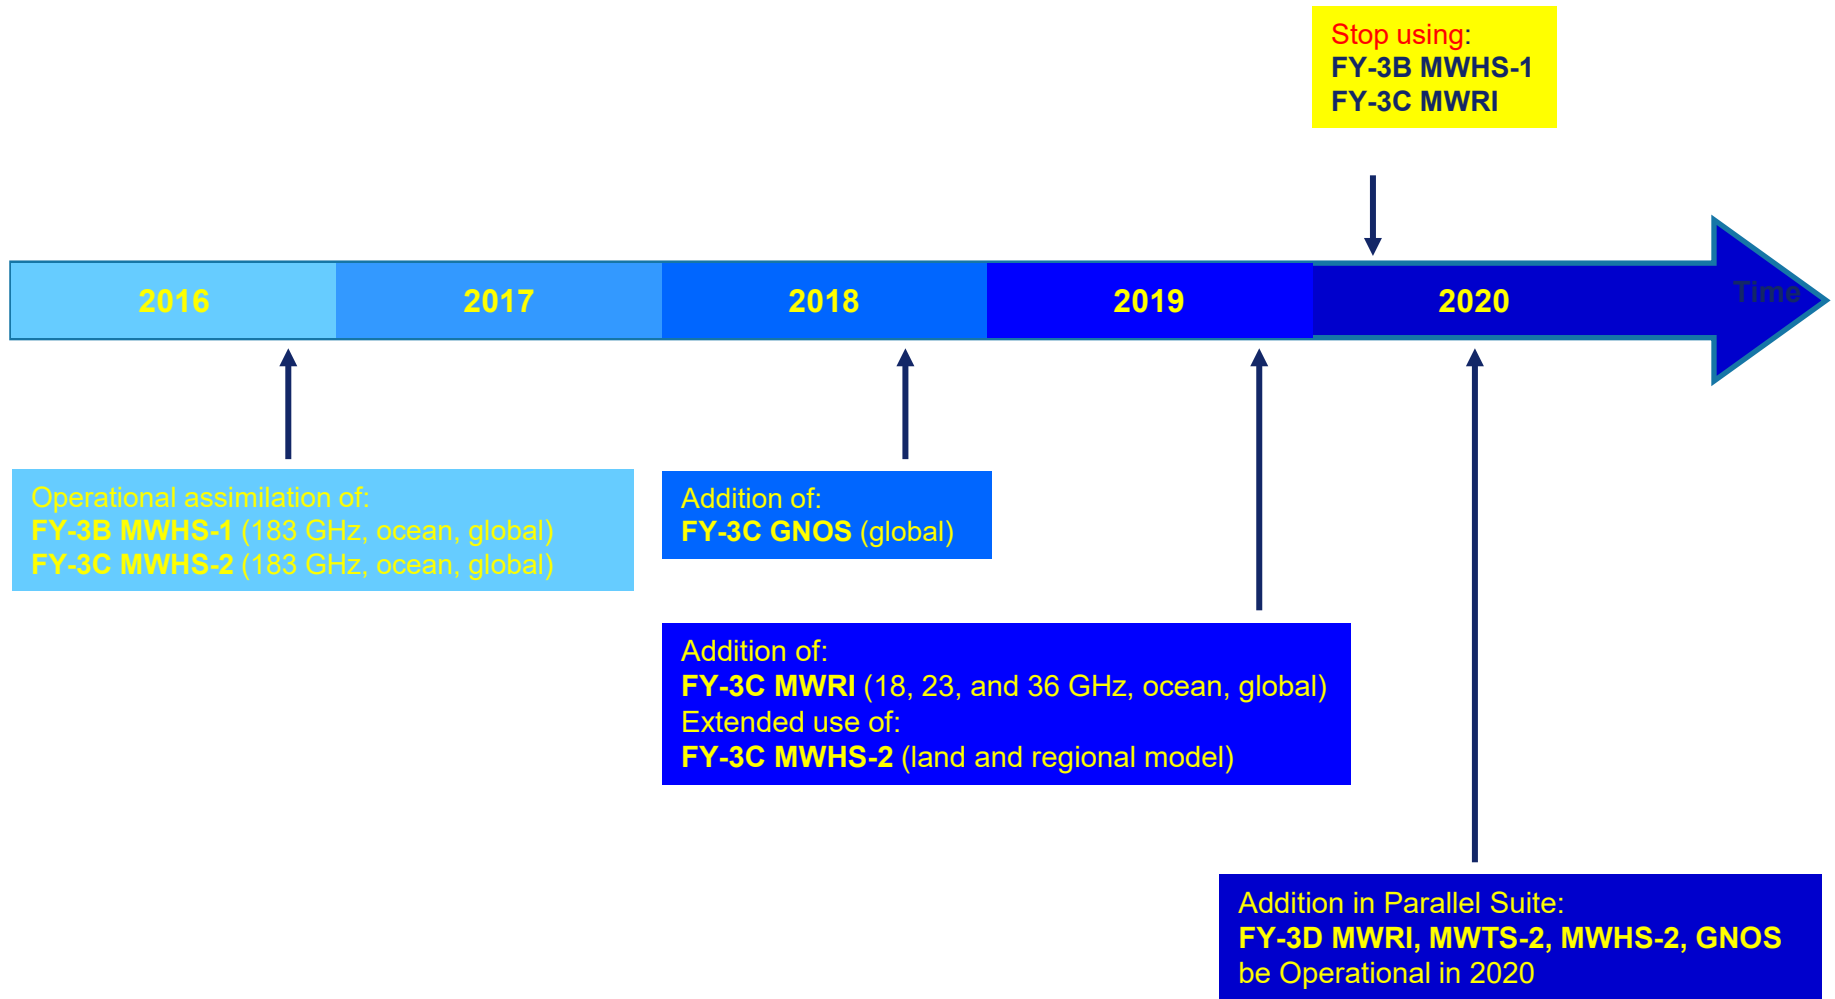 Stop using:
FY-3B MWHS-1
FY-3C MWRI
2016
2017
2018
2019
2020
Time
Operational assimilation of:
FY-3B MWHS-1 (183 GHz, ocean, global)
FY-3C MWHS-2 (183 GHz, ocean, global)
Addition of:
FY-3C GNOS (global)
Addition of:
FY-3C MWRI (18, 23, and 36 GHz, ocean, global)
Extended use of:
FY-3C MWHS-2 (land and regional model)
Addition in Parallel Suite:
FY-3D MWRI, MWTS-2, MWHS-2, GNOS
be Operational in 2020